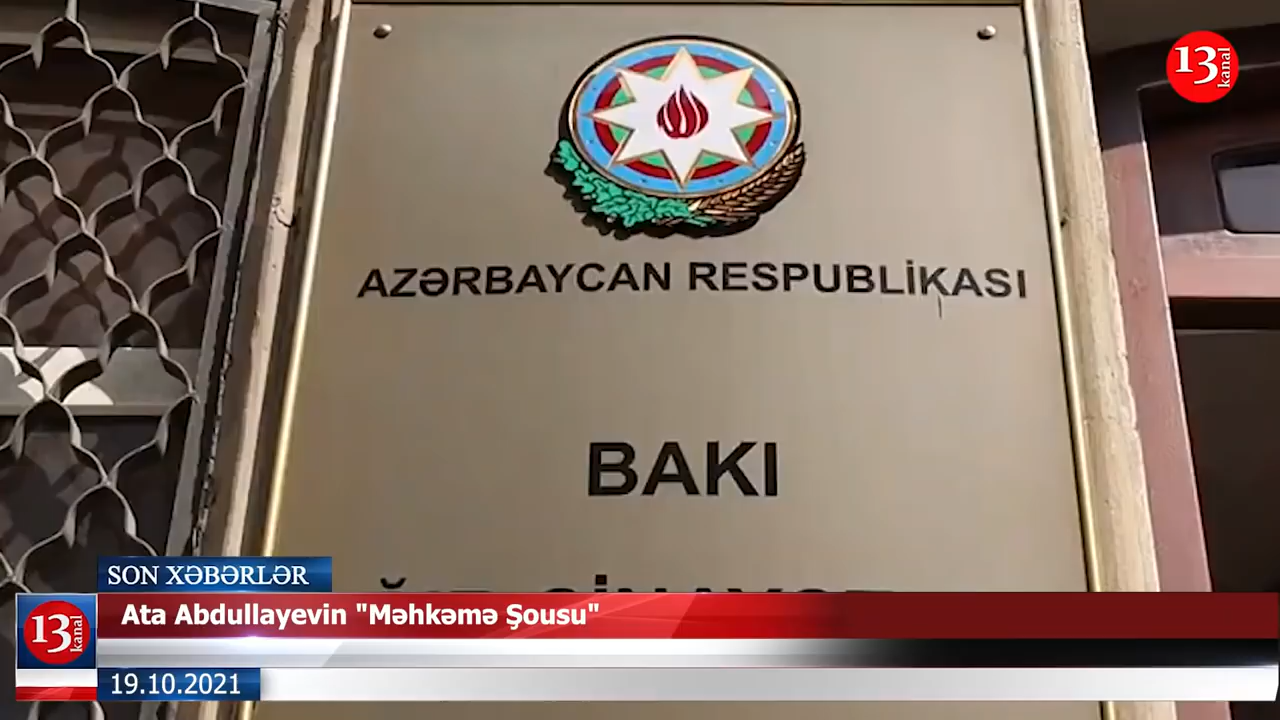 13 kanal
AZƏRBAYCAN RESPUBLİKASI
BAKI
SON XƏBƏRLƏR
Ata Abdullayevin "Məhkəmə Şousu"
13 kanal
19.10.2021